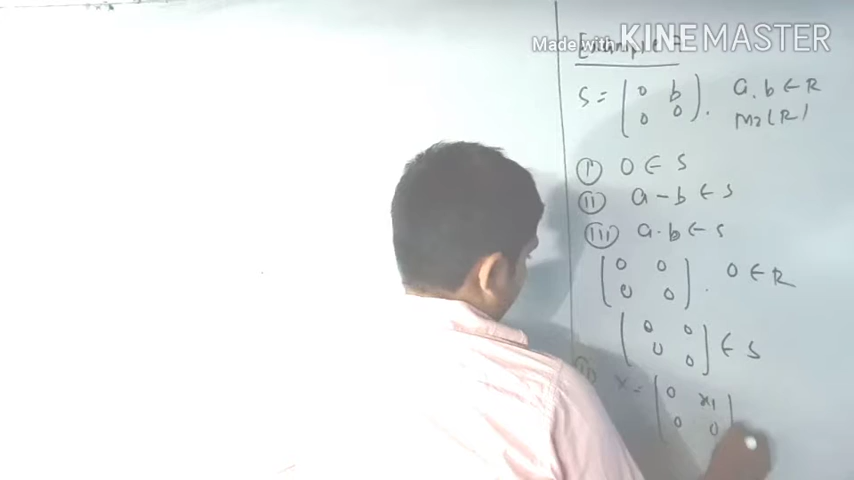 Made with KINEMASTER
Example =
S = ( 0 b ). a, b ∈ R
0 0 M2(R)
(i) 0 ∈ S
(ii) a - b ∈ S
(iii) a · b ∈ S
( 0 0 ). 0 ∈ R
0 0
( 0 0 ) ∈ S
0 0
(ii) x = ( 0 x1 )
0 0